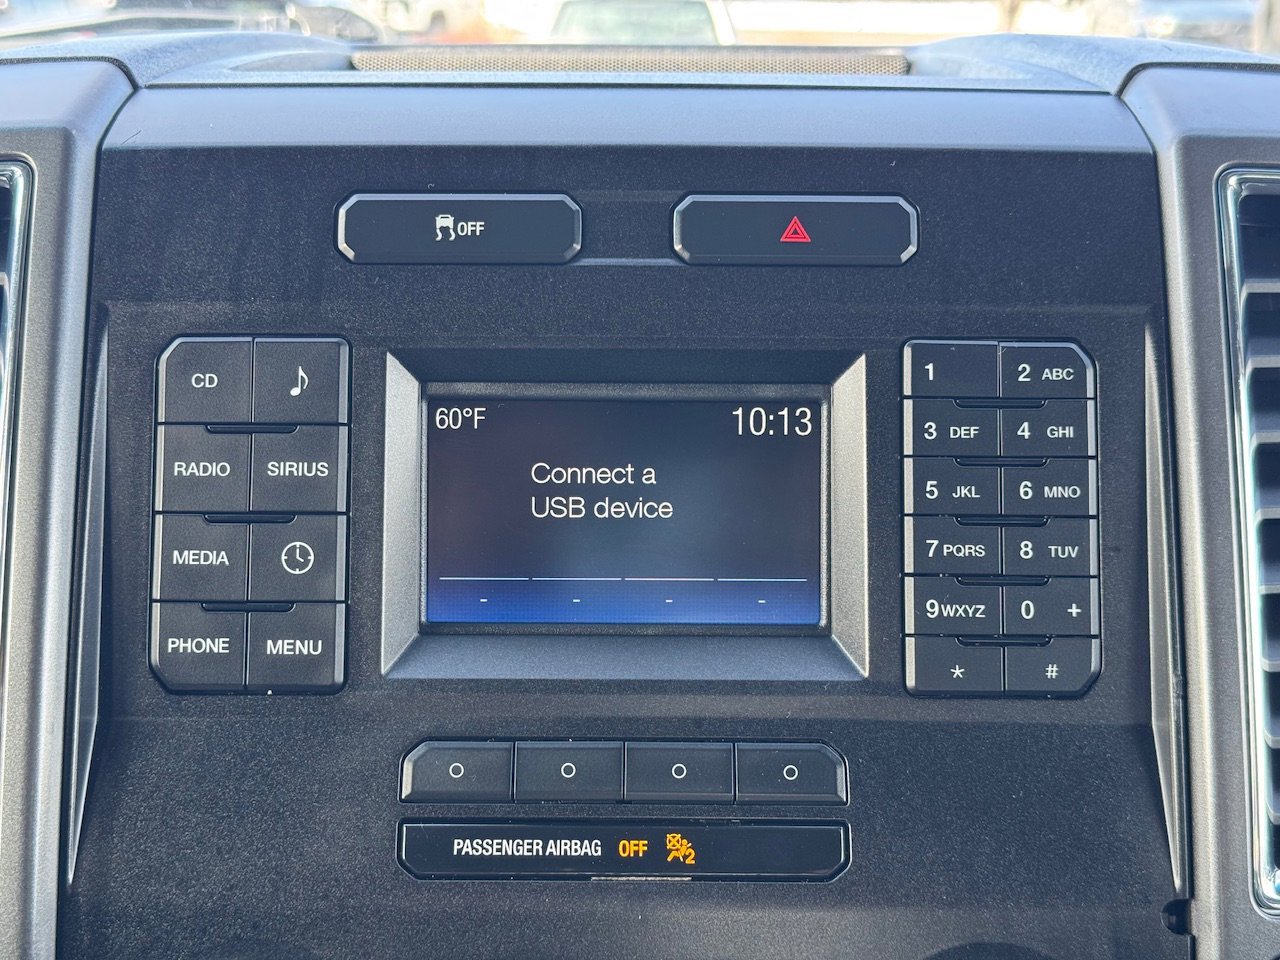 OFF
CD
RADIO SIRIUS
MEDIA
PHONE MENU
60°F 10:13
Connect a
USB device
- - - -
1 2 ABC
3 DEF 4 GHI
5 JKL 6 MNO
7 PQRS 8 TUV
9 WXYZ 0 +
* #
PASSENGER AIRBAG OFF 2